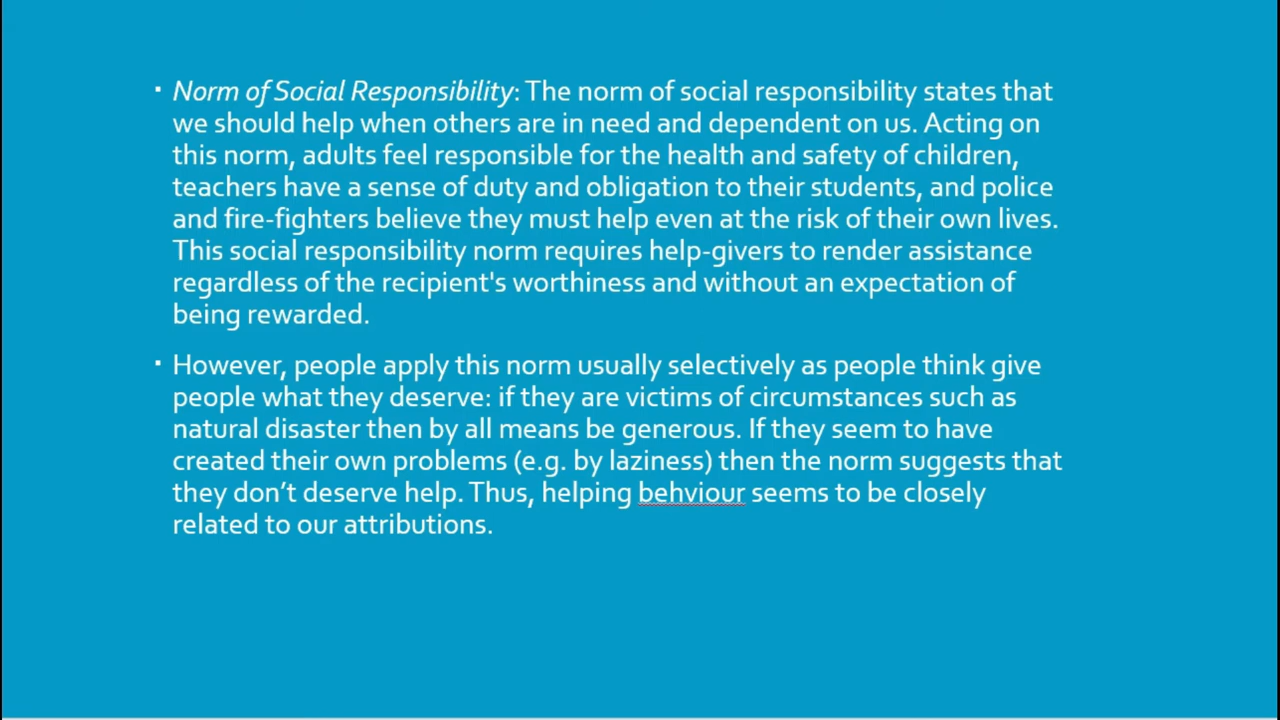 ▪ Norm of Social Responsibility: The norm of social responsibility states that
we should help when others are in need and dependent on us. Acting on
this norm, adults feel responsible for the health and safety of children,
teachers have a sense of duty and obligation to their students, and police
and fire-fighters believe they must help even at the risk of their own lives.
This social responsibility norm requires help-givers to render assistance
regardless of the recipient's worthiness and without an expectation of
being rewarded.
▪ However, people apply this norm usually selectively as people think give
people what they deserve: if they are victims of circumstances such as
natural disaster then by all means be generous. If they seem to have
created their own problems (e.g. by laziness) then the norm suggests that
they don’t deserve help. Thus, helping behviour seems to be closely
related to our attributions.